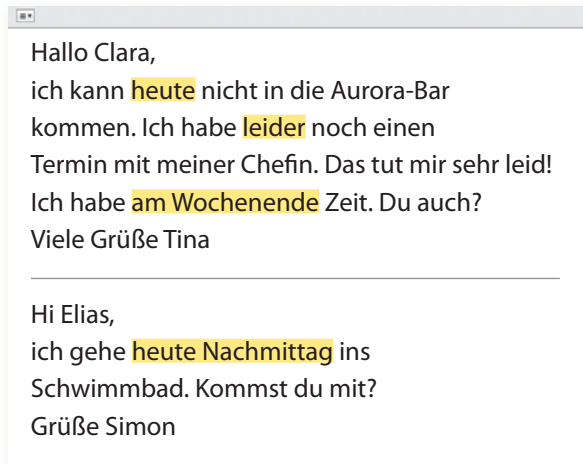 Hallo Clara,
ich kann heute nicht in die Aurora-Bar
kommen. Ich habe leider noch einen
Termin mit meiner Chefin. Das tut mir sehr leid!
Ich habe am Wochenende Zeit. Du auch?
Viele Grüße Tina
Hi Elias,
ich gehe heute Nachmittag ins
Schwimmbad. Kommst du mit?
Grüße Simon